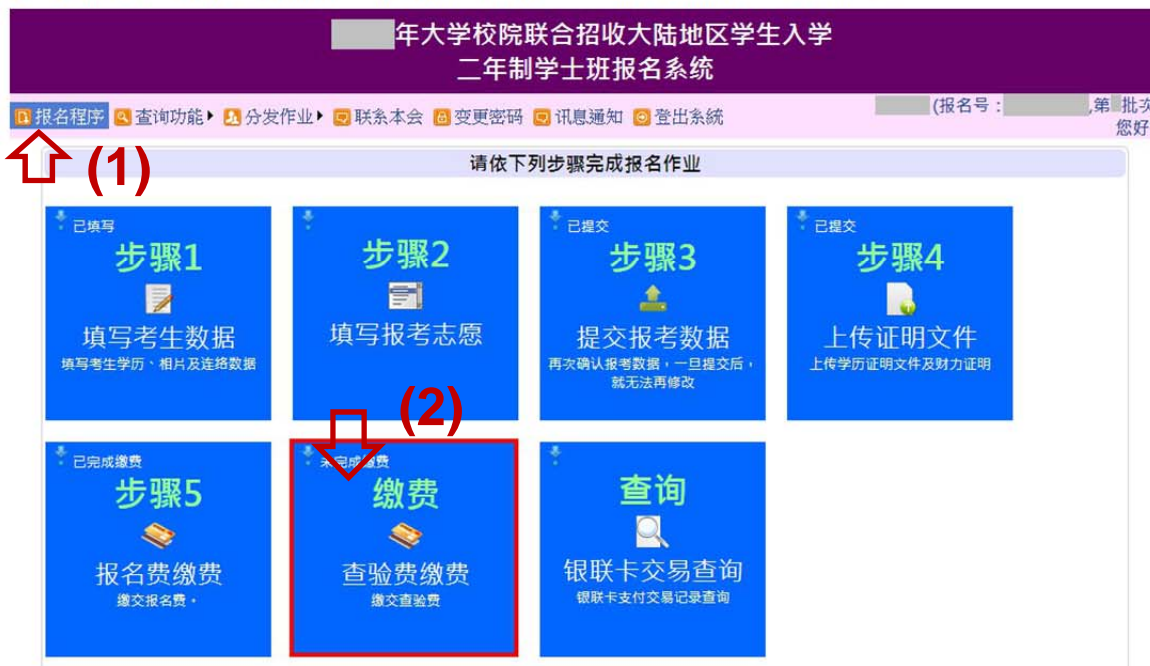 年大学校院联合招收大陆地区学生入学
二年制学士班报名系统
报名程序 查询功能 分发作业 联系本会 变更密码 讯息通知 登出系统
(报名号： ,第 批次
您好
(1)
请依下列步骤完成报名作业
已填写
步骤1
填写考生数据
填写考生学历、相片及连络数据
步骤2
填写报考志愿
已提交
步骤3
提交报考数据
再次确认报考数据，一旦提交后，
就无法再修改
已提交
步骤4
上传证明文件
上传学历证明文件及财力证明
(2)
已完成缴费
步骤5
报名费缴费
缴交报名费。
未完成缴费
缴费
查验费缴费
缴交查验费
查询
银联卡交易查询
银联卡支付交易记录查询